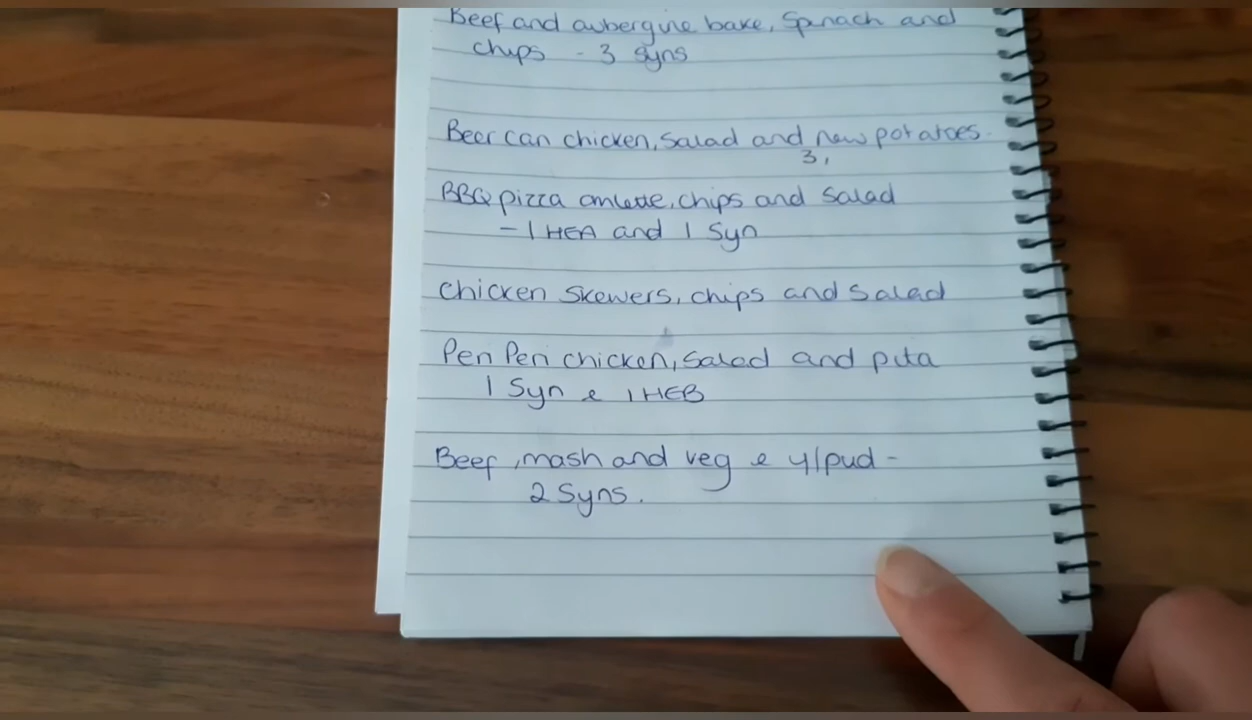 Beef and aubergine bake, Spinach and
chips - 3 syns
Beer can chicken, salad and new potatoes.
3,
BBQ pizza omlette, chips and salad
- 1 HEA and 1 Syn
Chicken Skewers, chips and salad
Pen Pen chicken, salad and pita
1 Syn & 1 HEB
Beef, mash and veg & y/pud -
2 Syns.